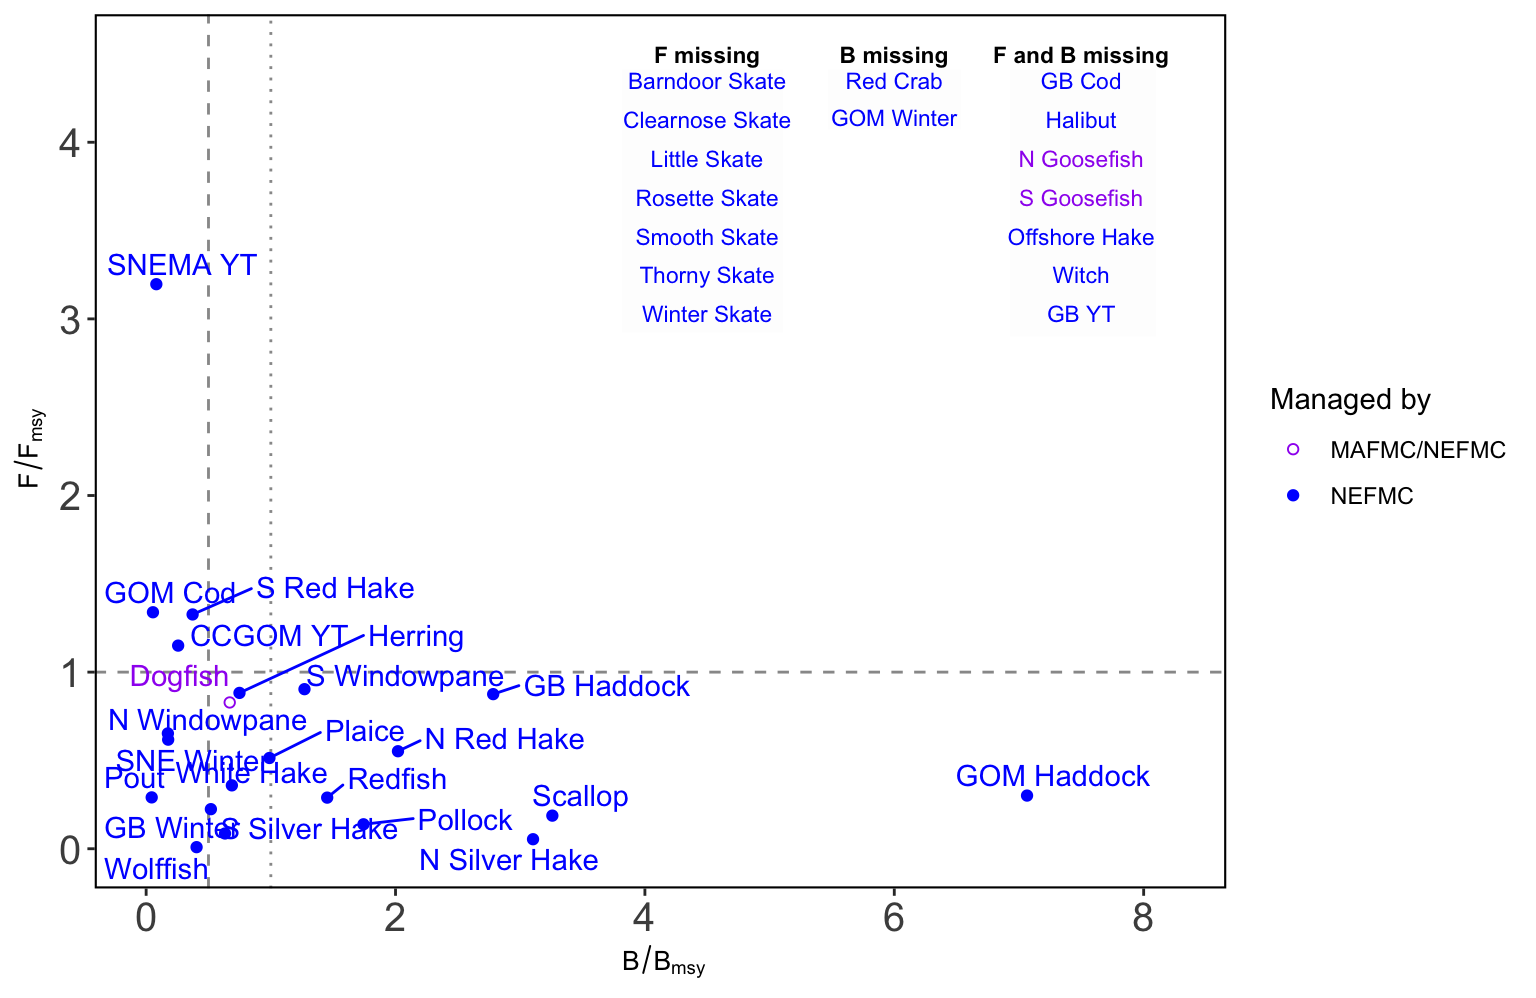 F missing B missing F and B missing
Barndoor Skate Red Crab GB Cod
Clearnose Skate GOM Winter Halibut
Little Skate N Goosefish
Rosette Skate S Goosefish
Smooth Skate Offshore Hake
Thorny Skate Witch
Winter Skate GB YT
4
3
2
1
0
F/Fmsy
SNEMA YT
GOM Cod S Red Hake
CCGOM YT Herring
Dogfish S Windowpane GB Haddock
N Windowpane Plaice N Red Hake
SNE Winter
Pout White Hake Redfish GOM Haddock
Scallop
GB Winter S Silver Hake Pollock
N Silver Hake
Wolffish
0 2 4 6 8
B/Bmsy
Managed by
MAFMC/NEFMC
NEFMC